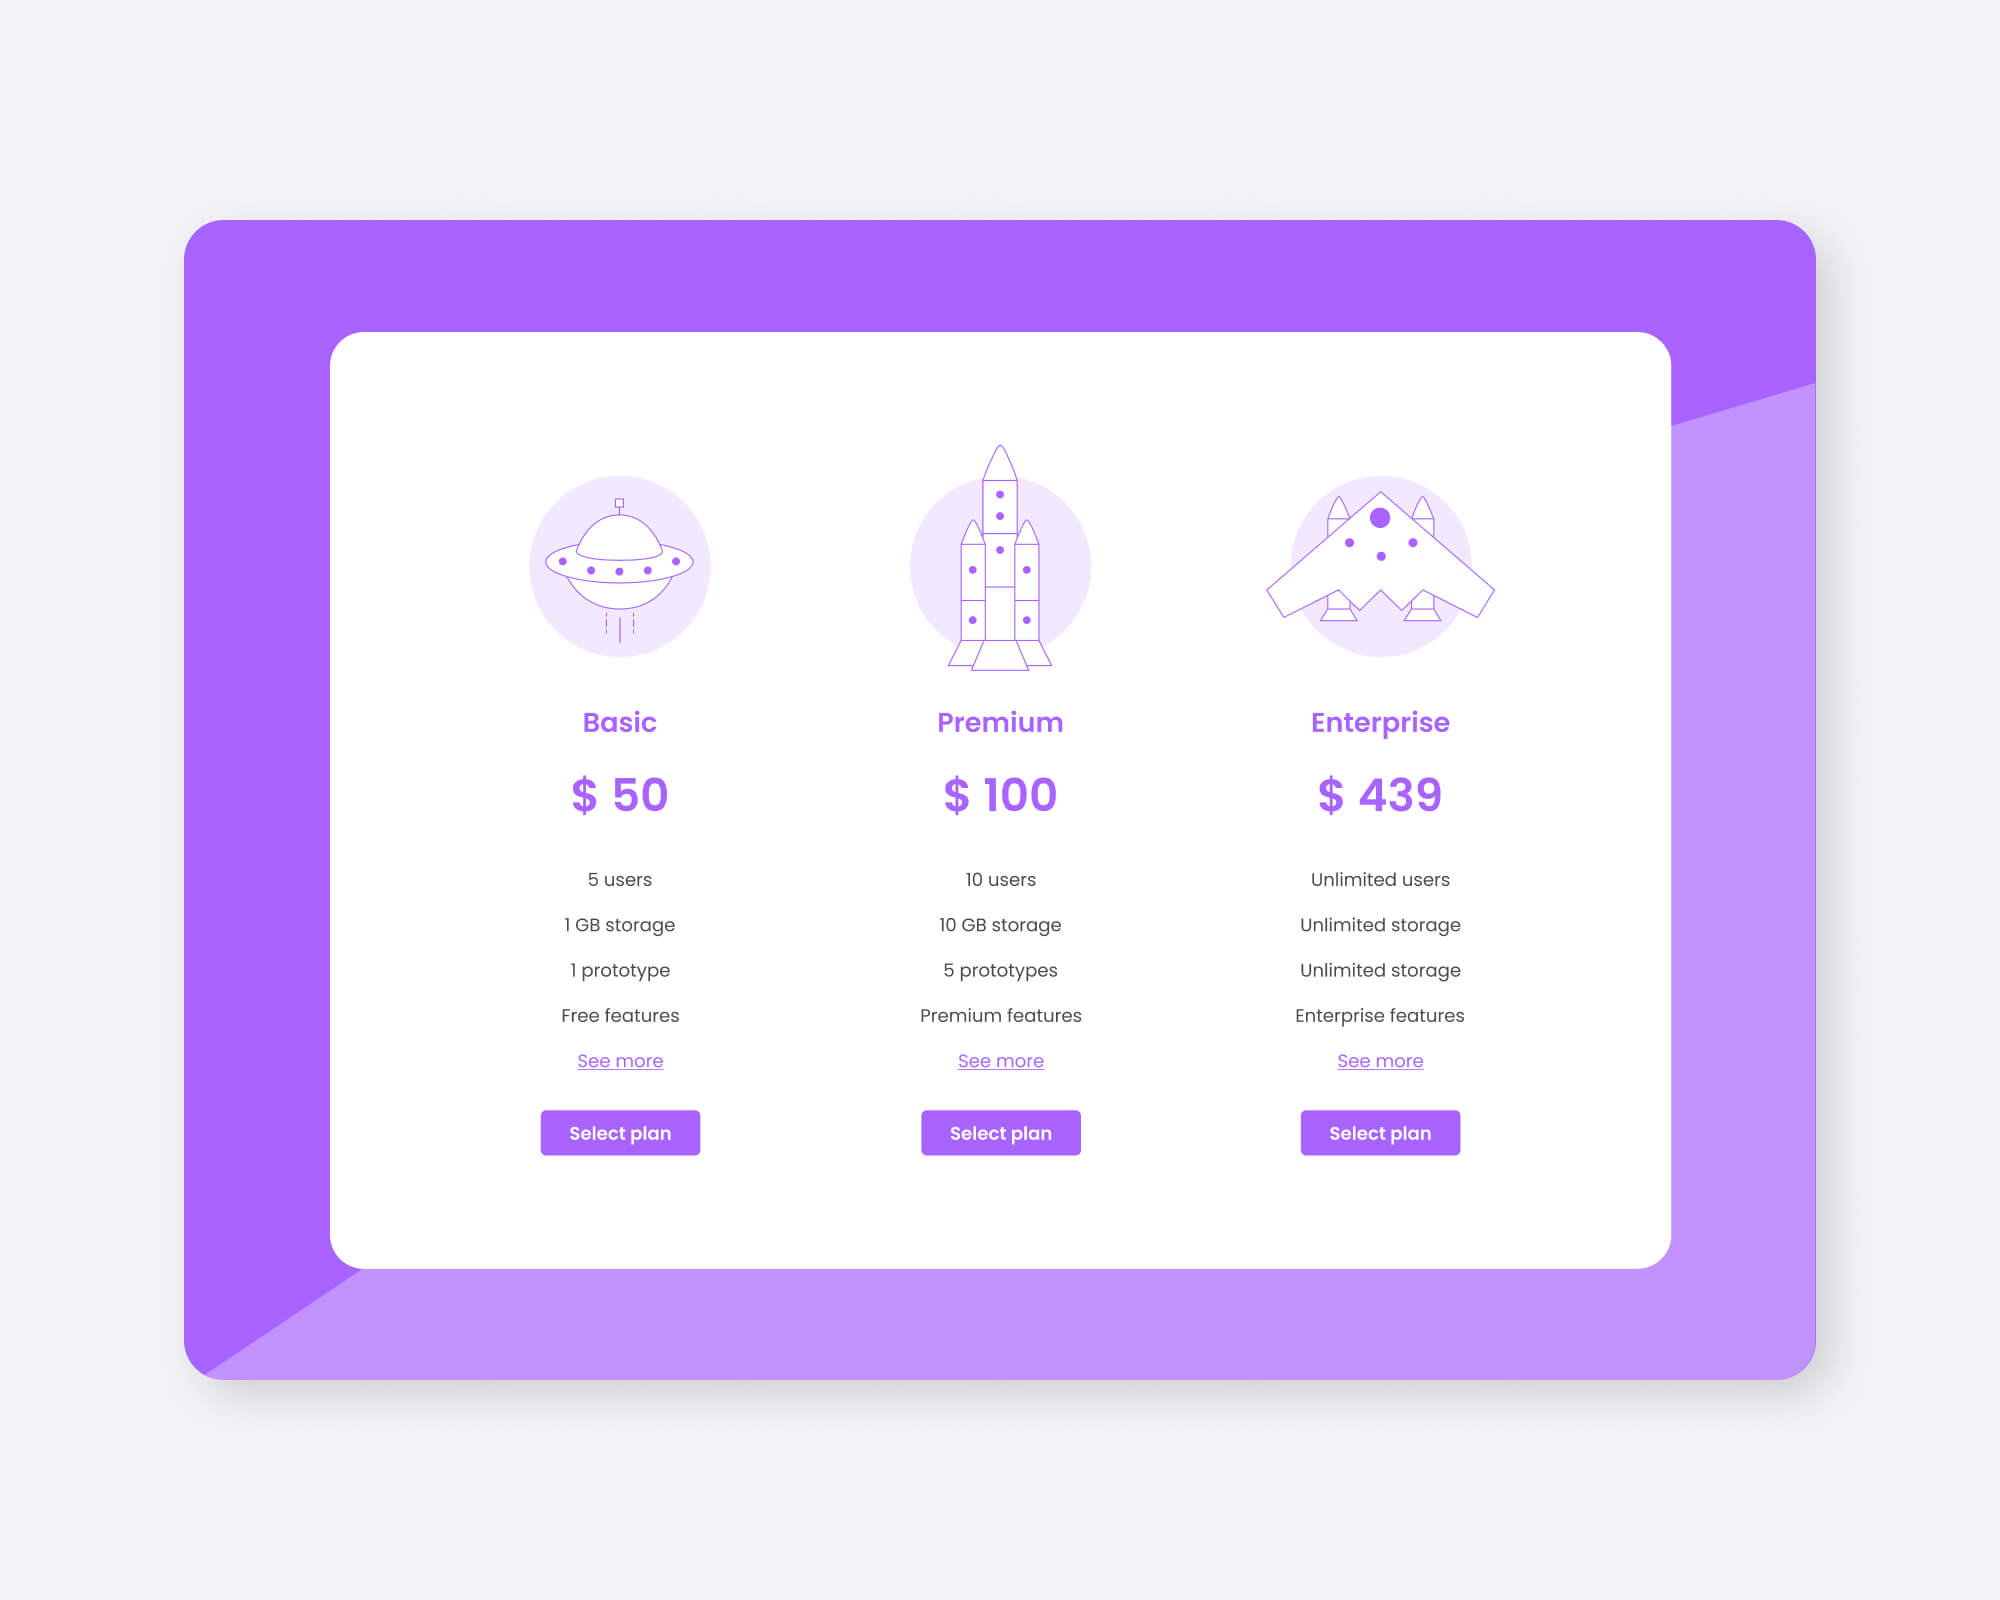 Basic
$ 50
5 users
1 GB storage
1 prototype
Free features
See more
Select plan
Premium
$ 100
10 users
10 GB storage
5 prototypes
Premium features
See more
Select plan
Enterprise
$ 439
Unlimited users
Unlimited storage
Unlimited storage
Enterprise features
See more
Select plan